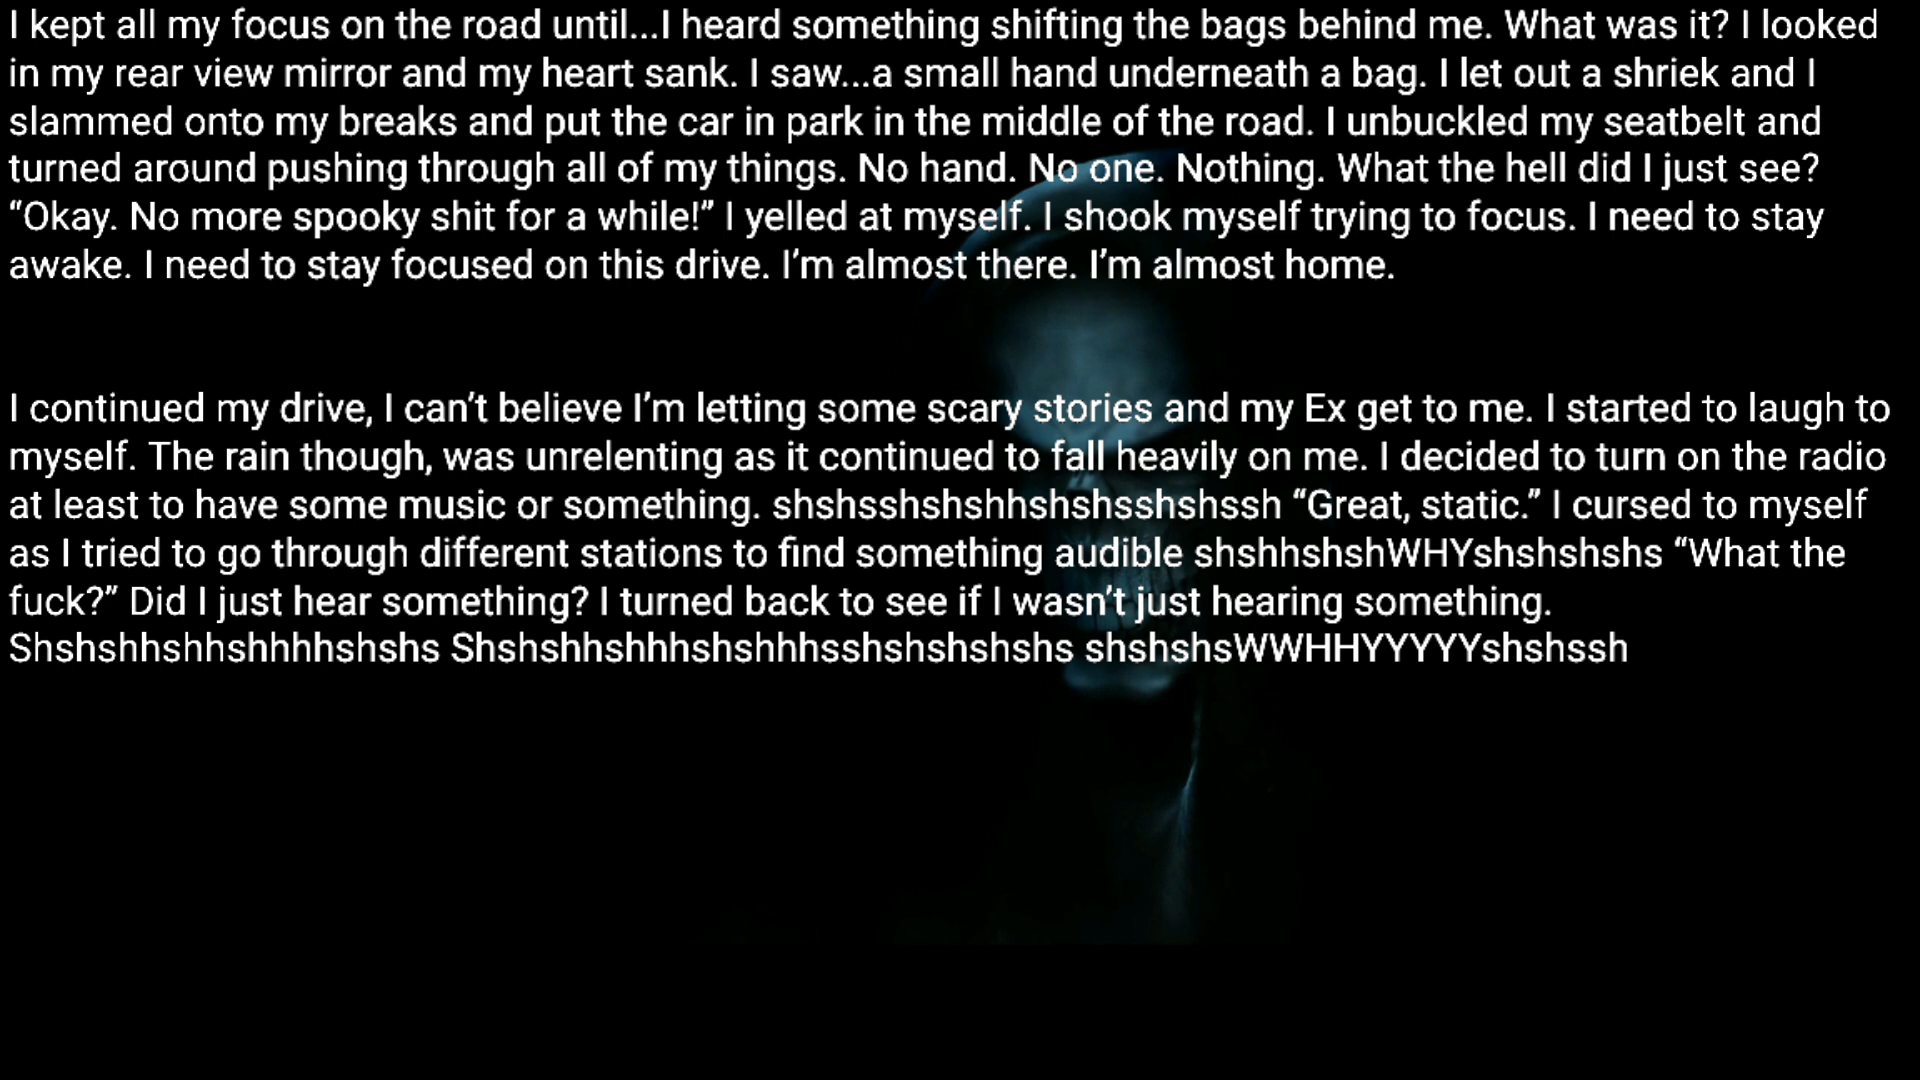 I kept all my focus on the road until...I heard something shifting the bags behind me. What was it? I looked
in my rear view mirror and my heart sank. I saw...a small hand underneath a bag. I let out a shriek and I
slammed onto my breaks and put the car in park in the middle of the road. I unbuckled my seatbelt and
turned around pushing through all of my things. No hand. No one. Nothing. What the hell did I just see?
“Okay. No more spooky shit for a while!” I yelled at myself. I shook myself trying to focus. I need to stay
awake. I need to stay focused on this drive. I’m almost there. I’m almost home.
I continued my drive, I can’t believe I’m letting some scary stories and my Ex get to me. I started to laugh to
myself. The rain though, was unrelenting as it continued to fall heavily on me. I decided to turn on the radio
at least to have some music or something. shshsshshshhshshsshshssh “Great, static.” I cursed to myself
as I tried to go through different stations to find something audible shshhshshWHYshshshshs “What the
fuck?” Did I just hear something? I turned back to see if I wasn’t just hearing something.
Shshshhshhshhhhshshs Shshshhshhhshshhhsshshshshshs shshshsWWHHYYYYYshshssh